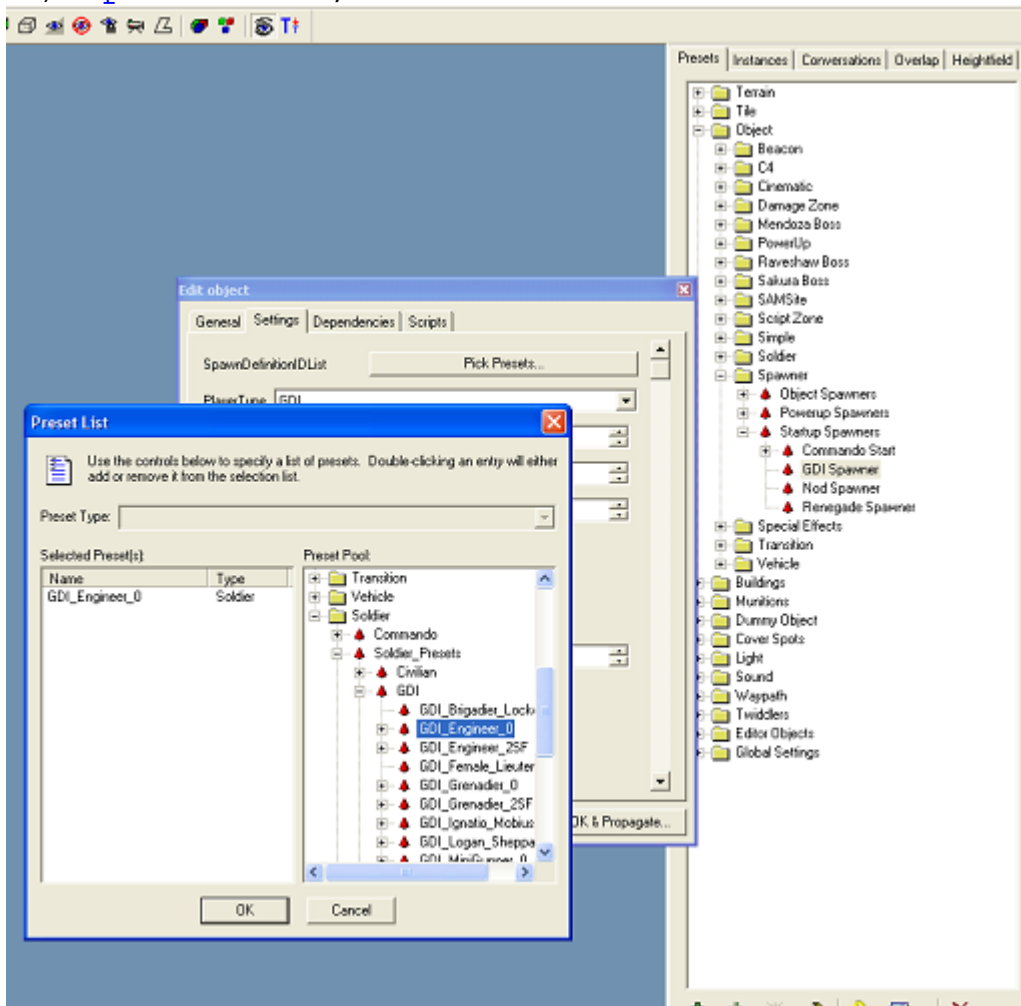 T
Presets Instances Conversations Overlap Heightfield
Terrain
Tile
Object
Beacon
C4
Cinematic
Damage Zone
Mendoza Boss
PowerUp
Raveshaw Boss
Sakura Boss
SAMSite
Script Zone
Simple
Soldier
Spawner
Object Spawners
Powerup Spawners
Startup Spawners
Commando Start
GDI Spawner
Nod Spawner
Renegade Spawner
Special Effects
Transition
Vehicle
Buildings
Munitions
Dummy Object
Cover Spots
Light
Sound
Waypath
Twiddlers
Editor Objects
Global Settings
Edit object
General Settings Dependencies Scripts
SpawnDefinitionIDList Pick Presets...
PlayerType GDI
OK & Propagate...
Preset List
Use the controls below to specify a list of presets. Double-clicking an entry will either
add or remove it from the selection list.
Preset Type:
Selected Preset(s): Preset Pool:
Name Type
GDI_Engineer_0 Soldier
Transition
Vehicle
Soldier
Commando
Soldier_Presets
Civilian
GDI
GDI_Brigadier_Lock
GDI_Engineer_0
GDI_Engineer_2SF
GDI_Female_Lieuter
GDI_Grenadier_0
GDI_Grenadier_2SF
GDI_Ignatio_Mobius
GDI_Logan_Sheppa
GDI_MiniGunner_0
OK Cancel